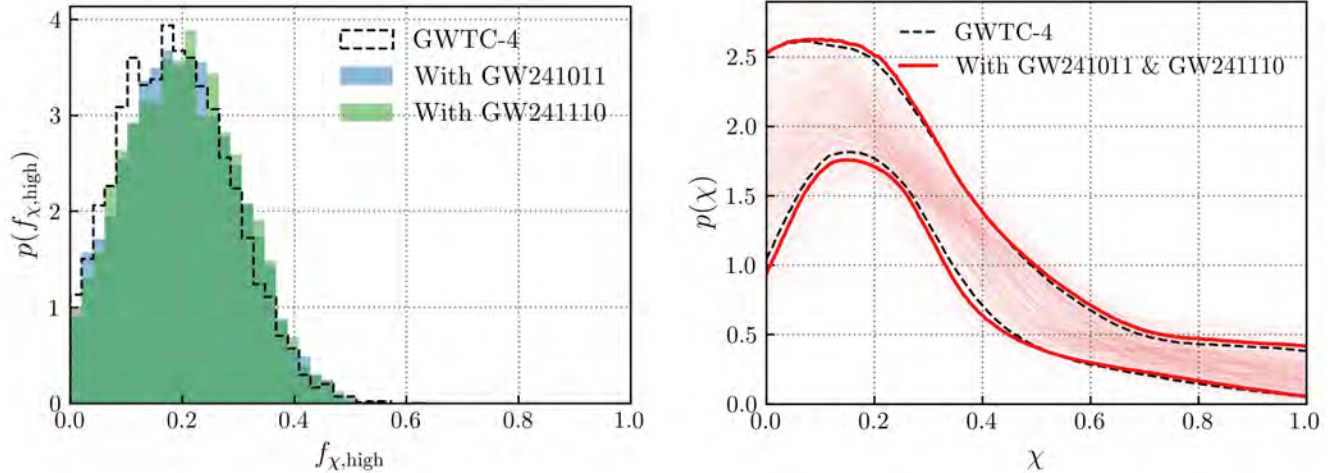 GWTC-4
With GW241011
With GW241110
p(fχ,high)
4
3
2
1
0
0.0 0.2 0.4 0.6 0.8 1.0
fχ,high
GWTC-4
With GW241011 & GW241110
p(χ)
2.5
2.0
1.5
1.0
0.5
0.0
0.0 0.2 0.4 0.6 0.8 1.0
χ